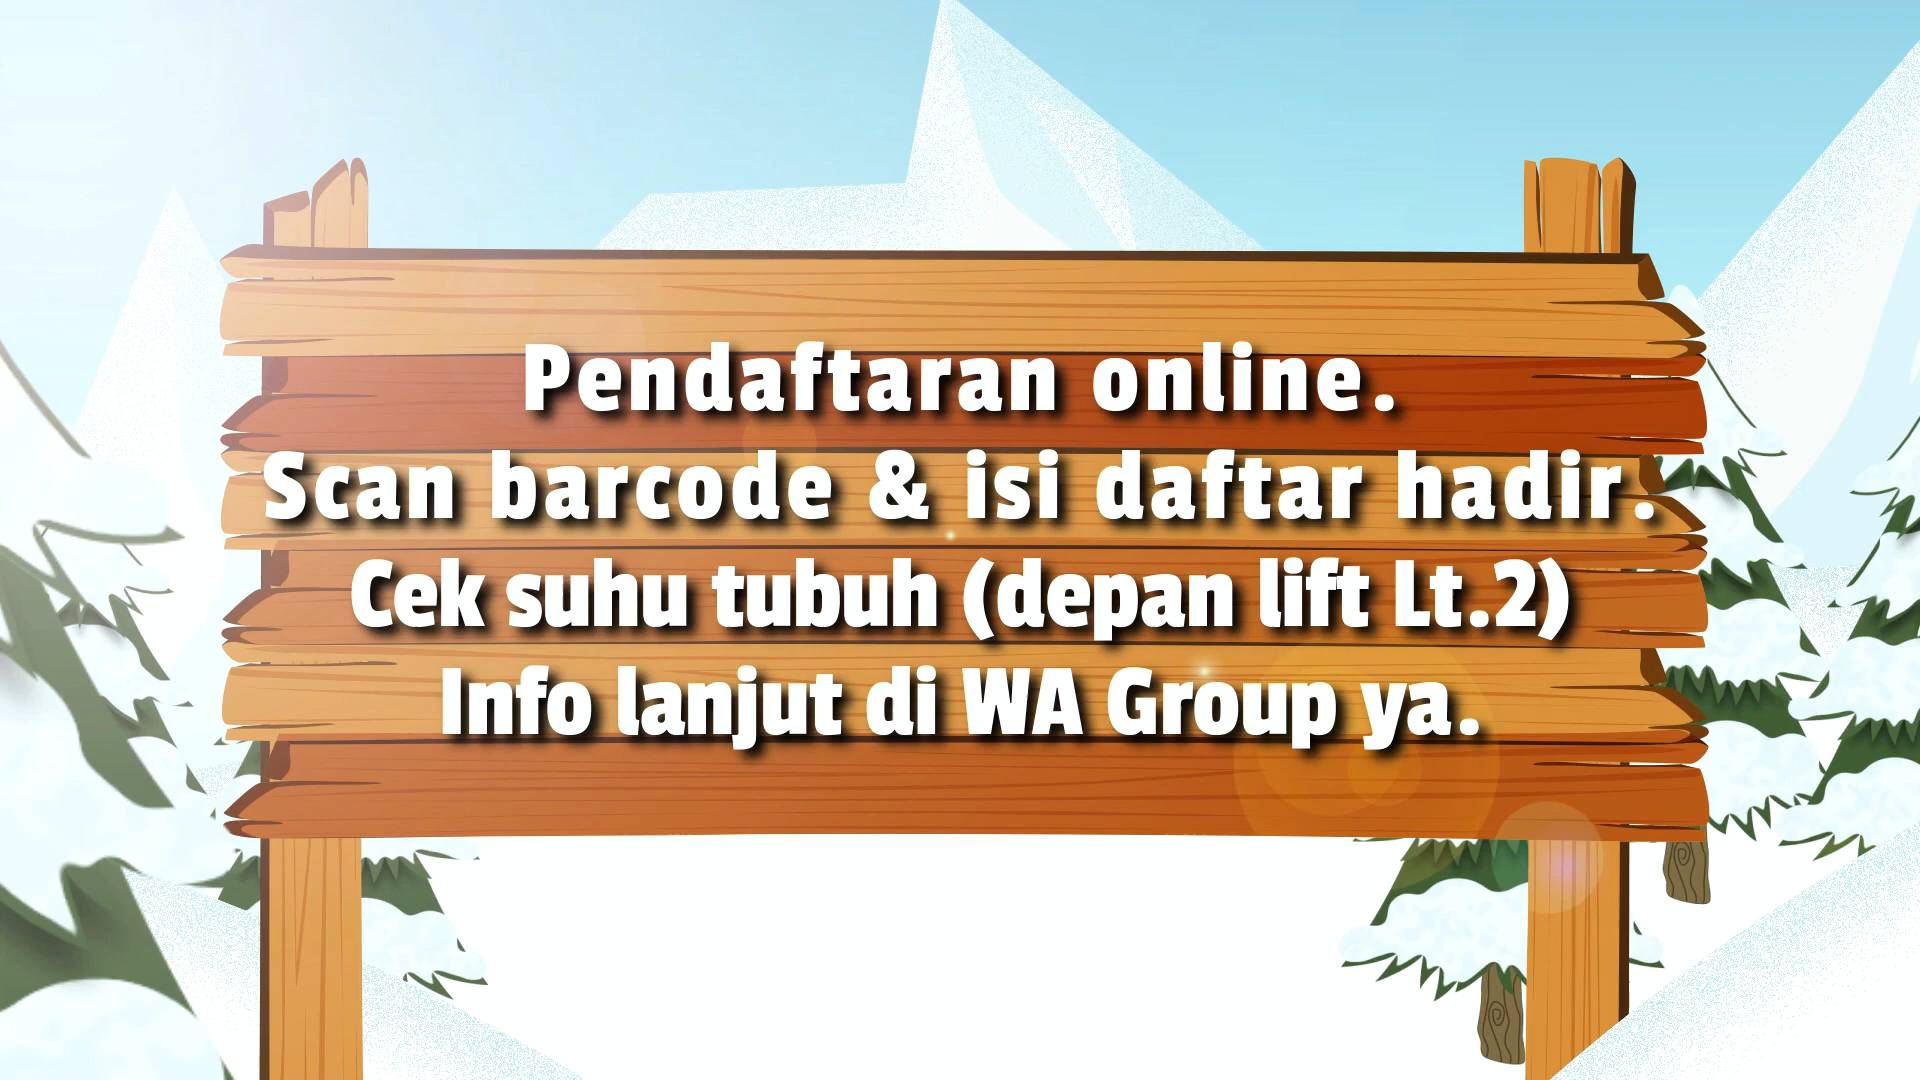 Pendaftaran online.
Scan barcode & isi daftar hadir.
Cek suhu tubuh (depan lift Lt.2)
Info lanjut di WA Group ya.